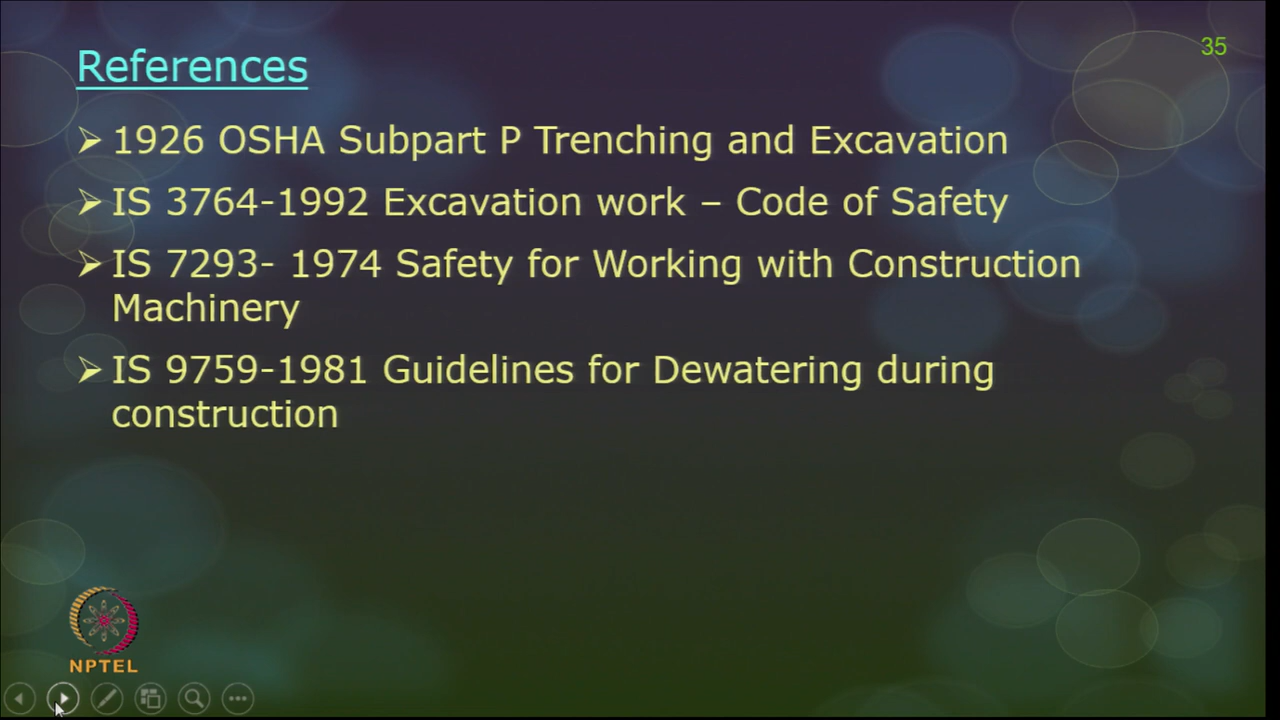 References
35
➢ 1926 OSHA Subpart P Trenching and Excavation
➢ IS 3764-1992 Excavation work – Code of Safety
➢ IS 7293- 1974 Safety for Working with Construction
Machinery
➢ IS 9759-1981 Guidelines for Dewatering during
construction
NPTEL